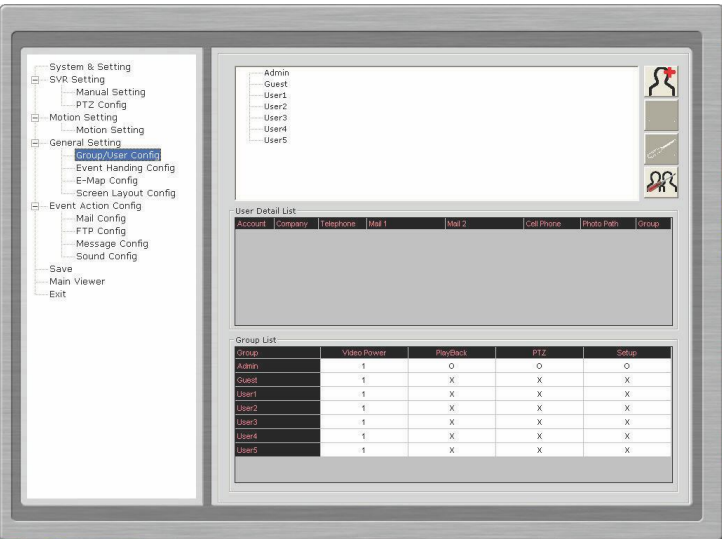 System & Setting
SVR Setting
Manual Setting
PTZ Config
Motion Setting
Motion Setting
General Setting
Group/User Config
Event Handing Config
E-Map Config
Screen Layout Config
Event Action Config
Mail Config
FTP Config
Message Config
Sound Config
Save
Main Viewer
Exit
Admin
Guest
User1
User2
User3
User4
User5
User Detail List
Account Company Telephone Mail 1 Mail 2 Cell Phone Photo Path Group
Group List
Group Video Power PlayBack PTZ Setup
Admin 1 O O O
Guest 1 X X X
User1 1 X X X
User2 1 X X X
User3 1 X X X
User4 1 X X X
User5 1 X X X